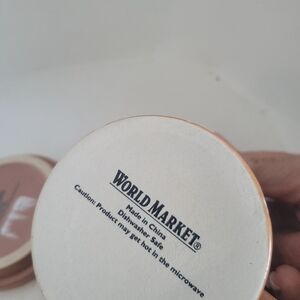 WORLD MARKET®
Made in China
Dishwasher Safe
Caution: Product may get hot in the microwave